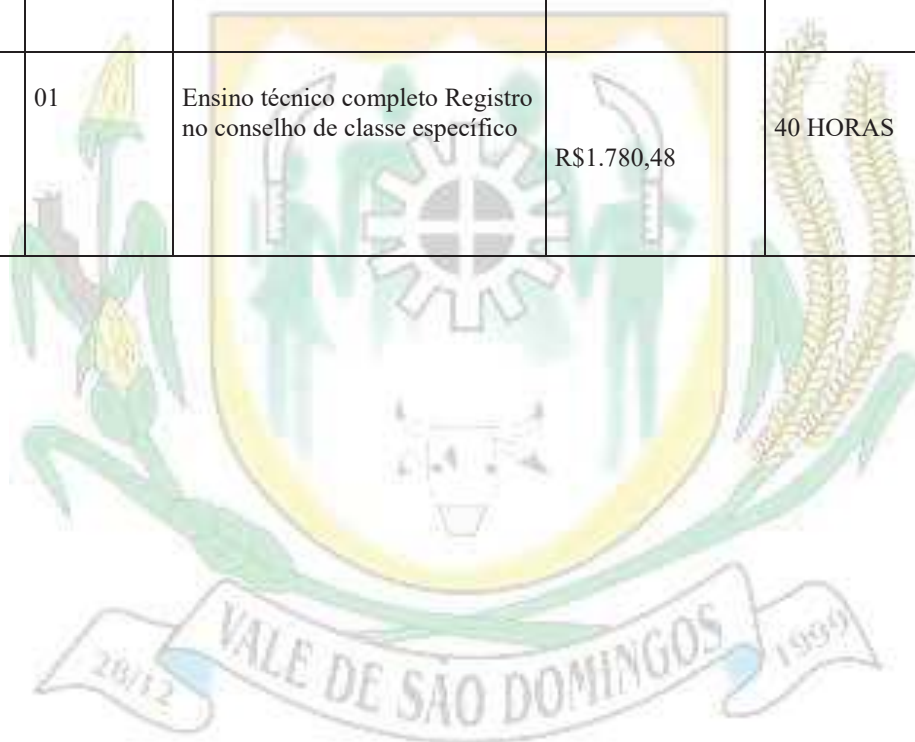 01
Ensino técnico completo Registro
no conselho de classe específico
R$1.780,48
40 HORAS
28/12
VALE DE SÃO DOMINGOS
1999